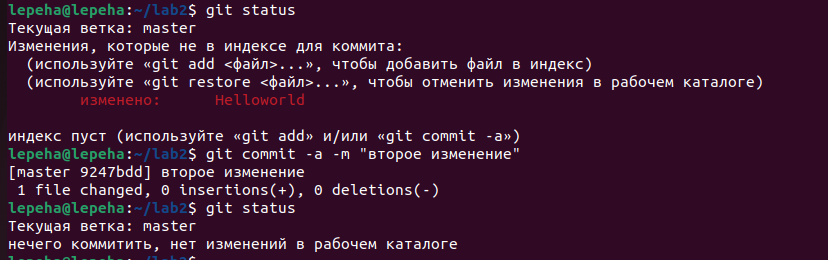 lepeha@lepeha:~/lab2$ git status
Текущая ветка: master
Изменения, которые не в индексе для коммита:
  (используйте «git add <файл>...», чтобы добавить файл в индекс)
  (используйте «git restore <файл>...», чтобы отменить изменения в рабочем каталоге)
        изменено:      Helloworld

индекс пуст (используйте «git add» и/или «git commit -a»)
lepeha@lepeha:~/lab2$ git commit -a -m "второе изменение"
[master 9247bdd] второе изменение
 1 file changed, 0 insertions(+), 0 deletions(-)
lepeha@lepeha:~/lab2$ git status
Текущая ветка: master
нечего коммитить, нет изменений в рабочем каталоге
lepeha@lepeha:~/lab2$